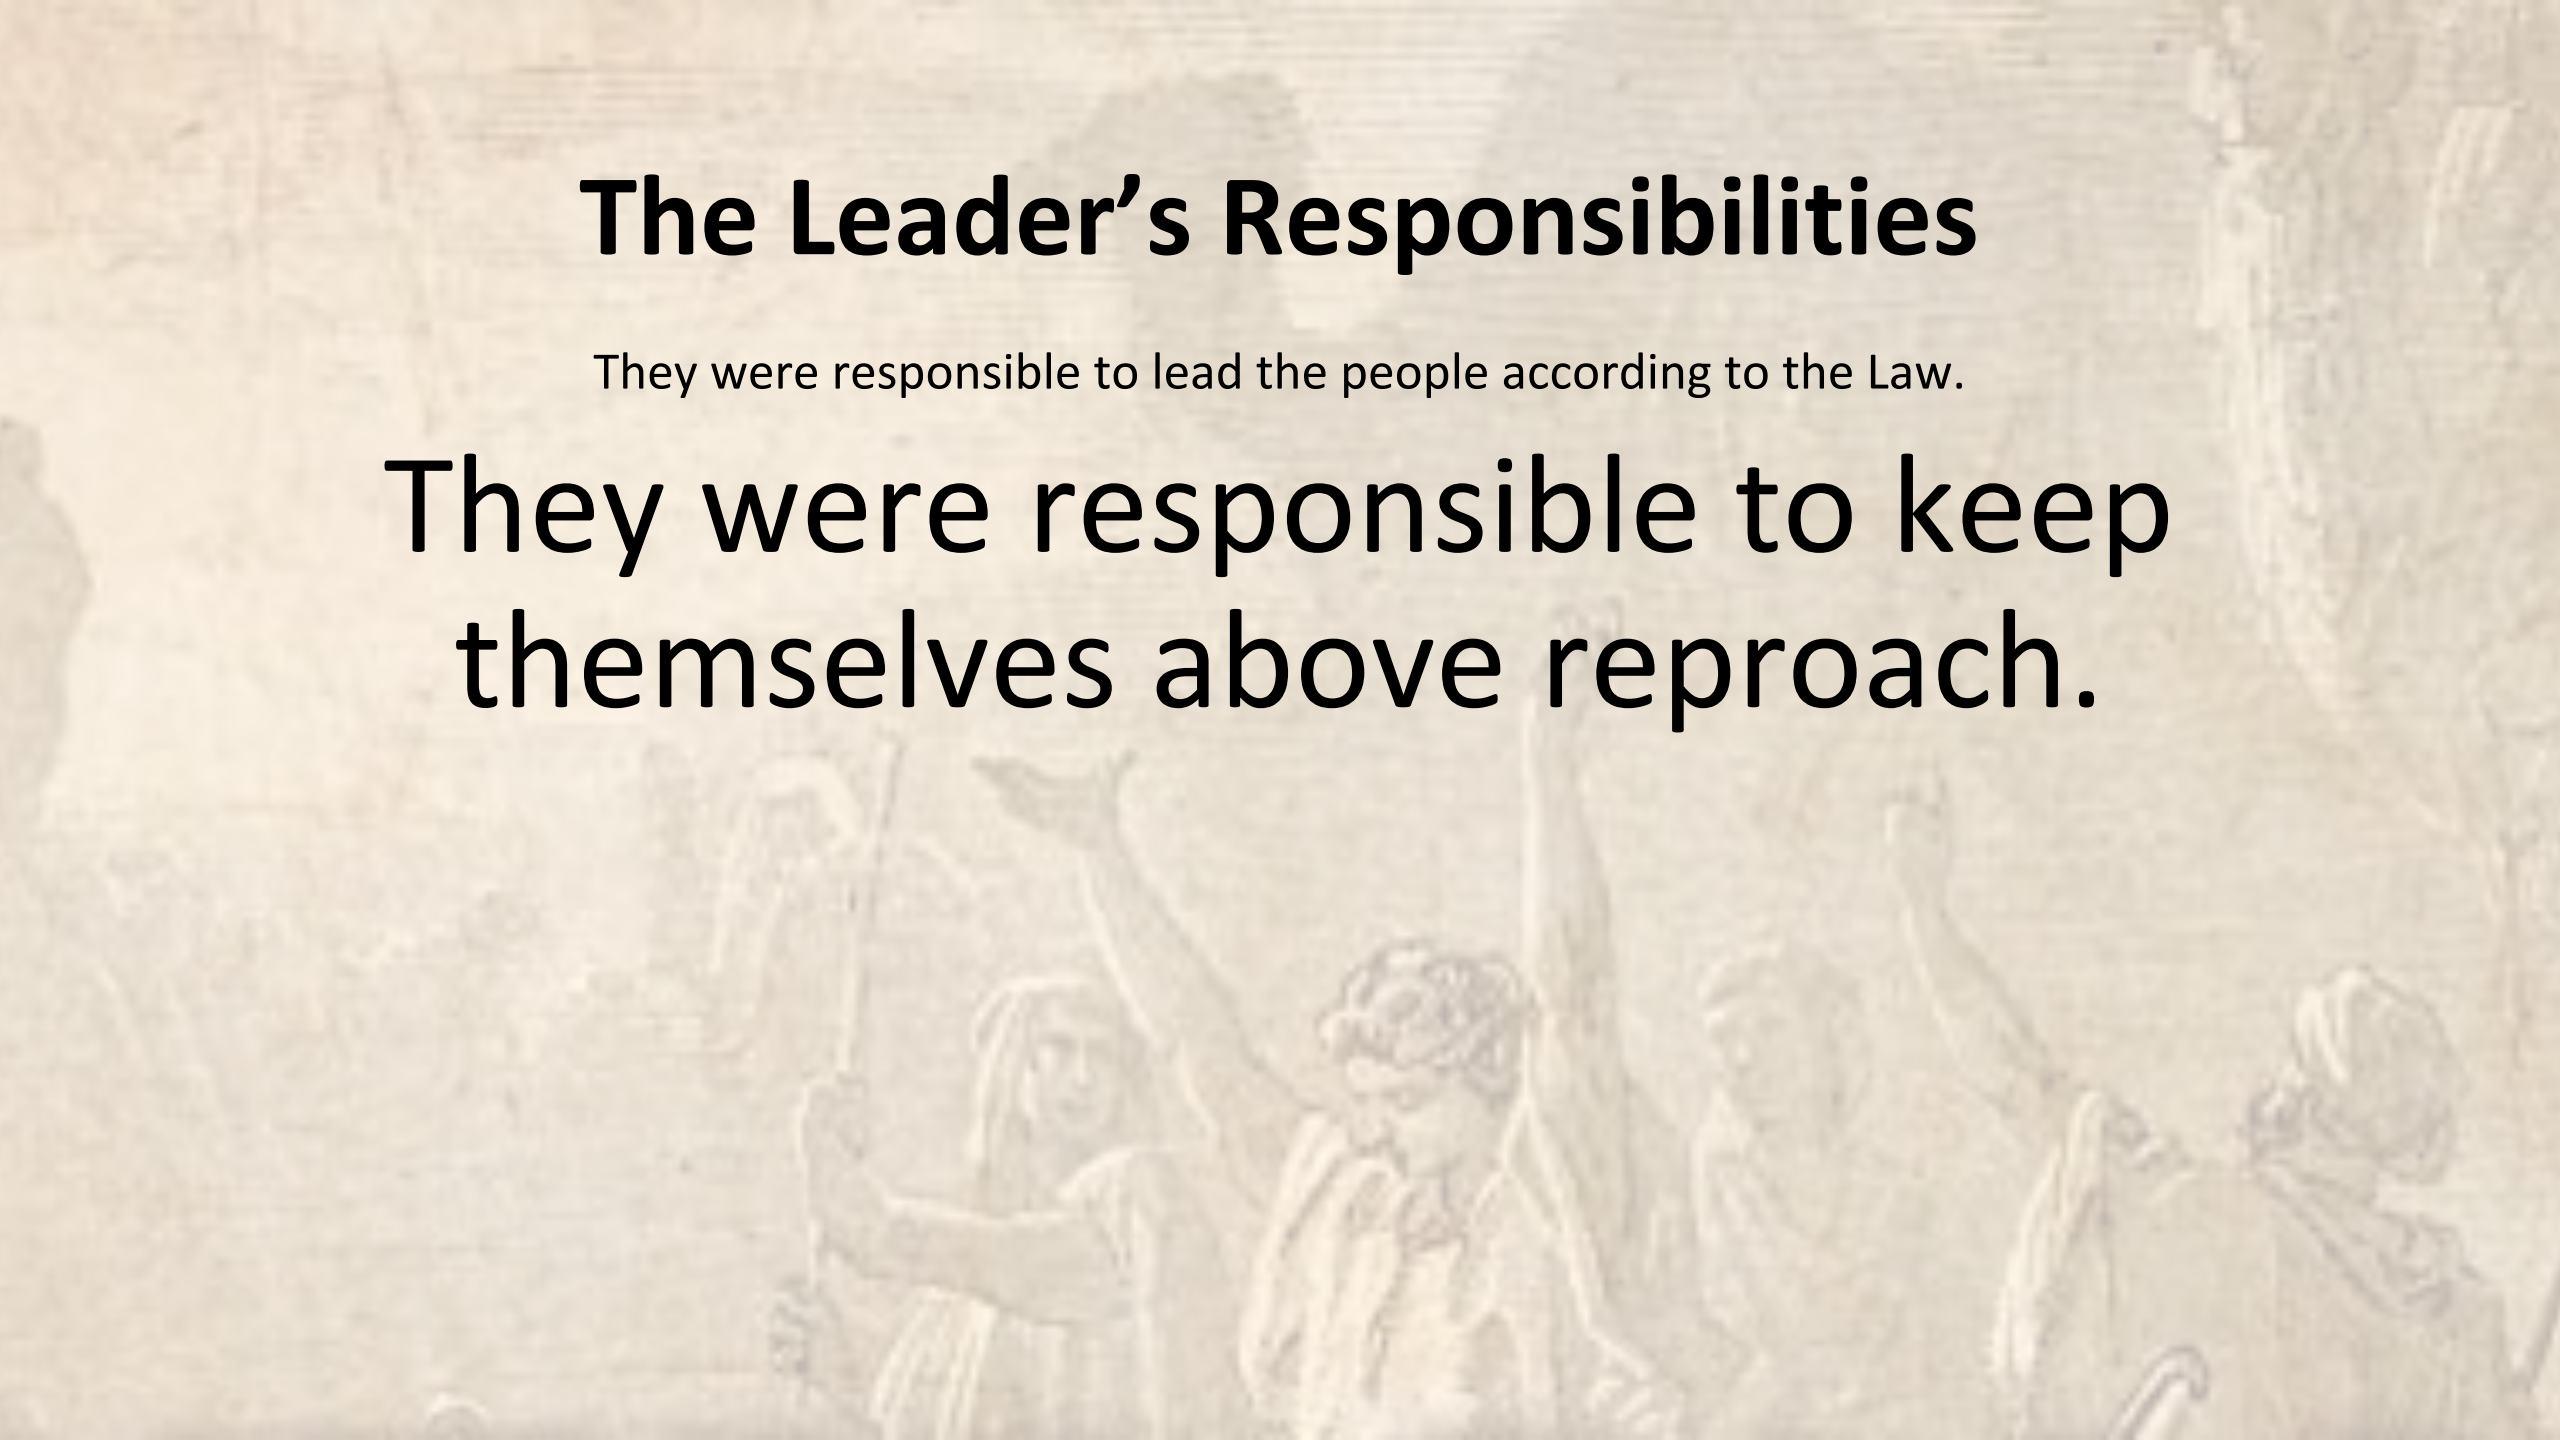 The Leader’s Responsibilities
They were responsible to lead the people according to the Law.
They were responsible to keep
themselves above reproach.